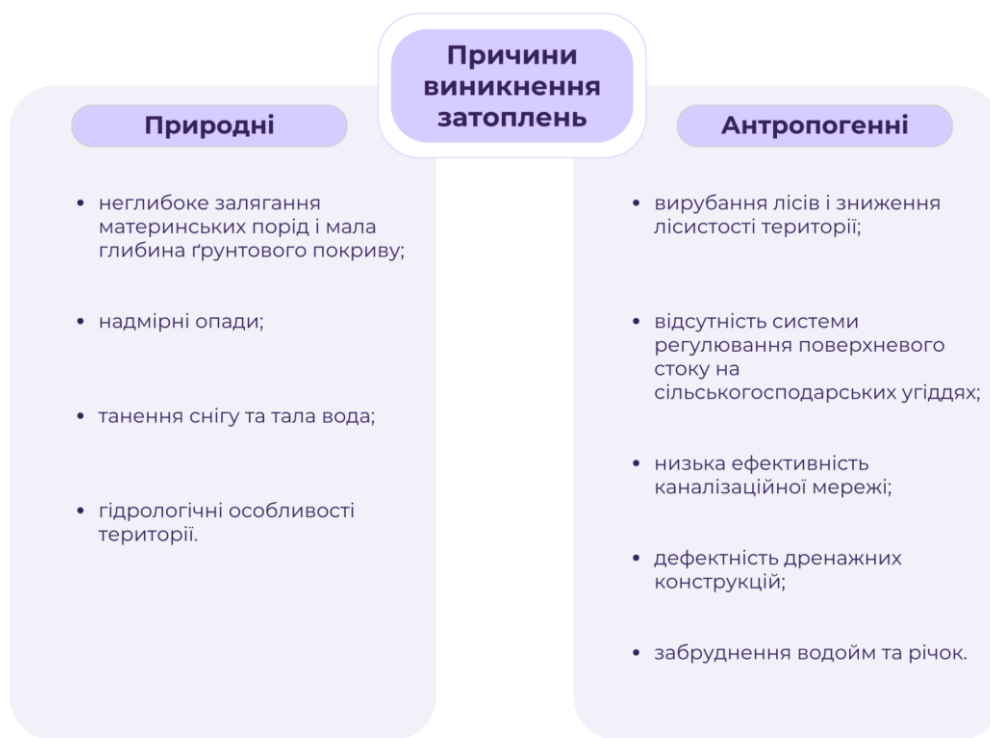 Причини
виникнення
затоплень
Природні
• неглибоке залягання
материнських порід і мала
глибина ґрунтового покриву;
• надмірні опади;
• танення снігу та тала вода;
• гідрологічні особливості
території.
Антропогенні
• вирубання лісів і зниження
лісистості території;
• відсутність системи
регулювання поверхневого
стоку на
сільськогосподарських угіддях;
• низька ефективність
каналізаційної мережі;
• дефектність дренажних
конструкцій;
• забруднення водойм та річок.